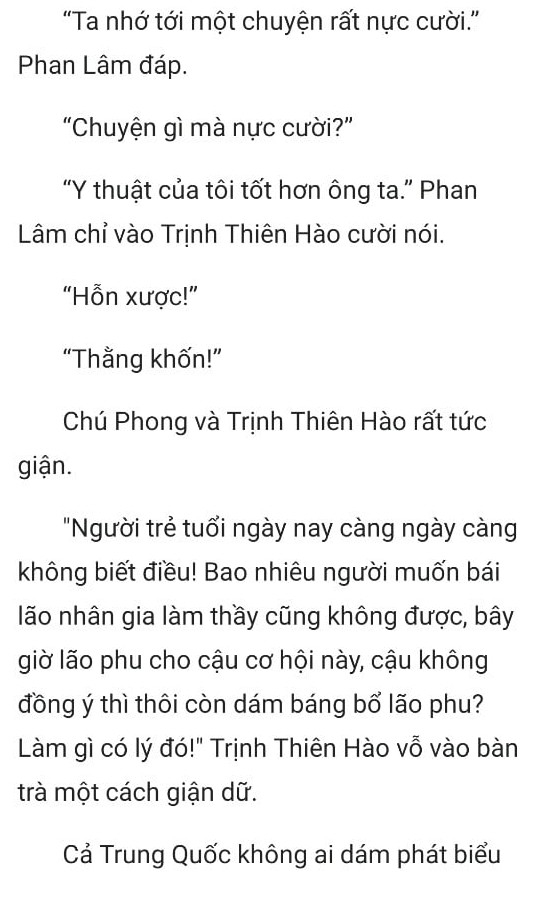 “Ta nhớ tới một chuyện rất nực cười.”
Phan Lâm đáp.
“Chuyện gì mà nực cười?”
“Y thuật của tôi tốt hơn ông ta.” Phan
Lâm chỉ vào Trịnh Thiên Hào cười nói.
“Hỗn xược!”
“Thằng khốn!”
Chú Phong và Trịnh Thiên Hào rất tức
giận.
"Người trẻ tuổi ngày nay càng ngày càng
không biết điều! Bao nhiêu người muốn bái
lão nhân gia làm thầy cũng không được, bây
giờ lão phu cho cậu cơ hội này, cậu không
đồng ý thì thôi còn dám báng bổ lão phu?
Làm gì có lý đó!" Trịnh Thiên Hào vỗ vào bàn
trà một cách giận dữ.
Cả Trung Quốc không ai dám phát biểu